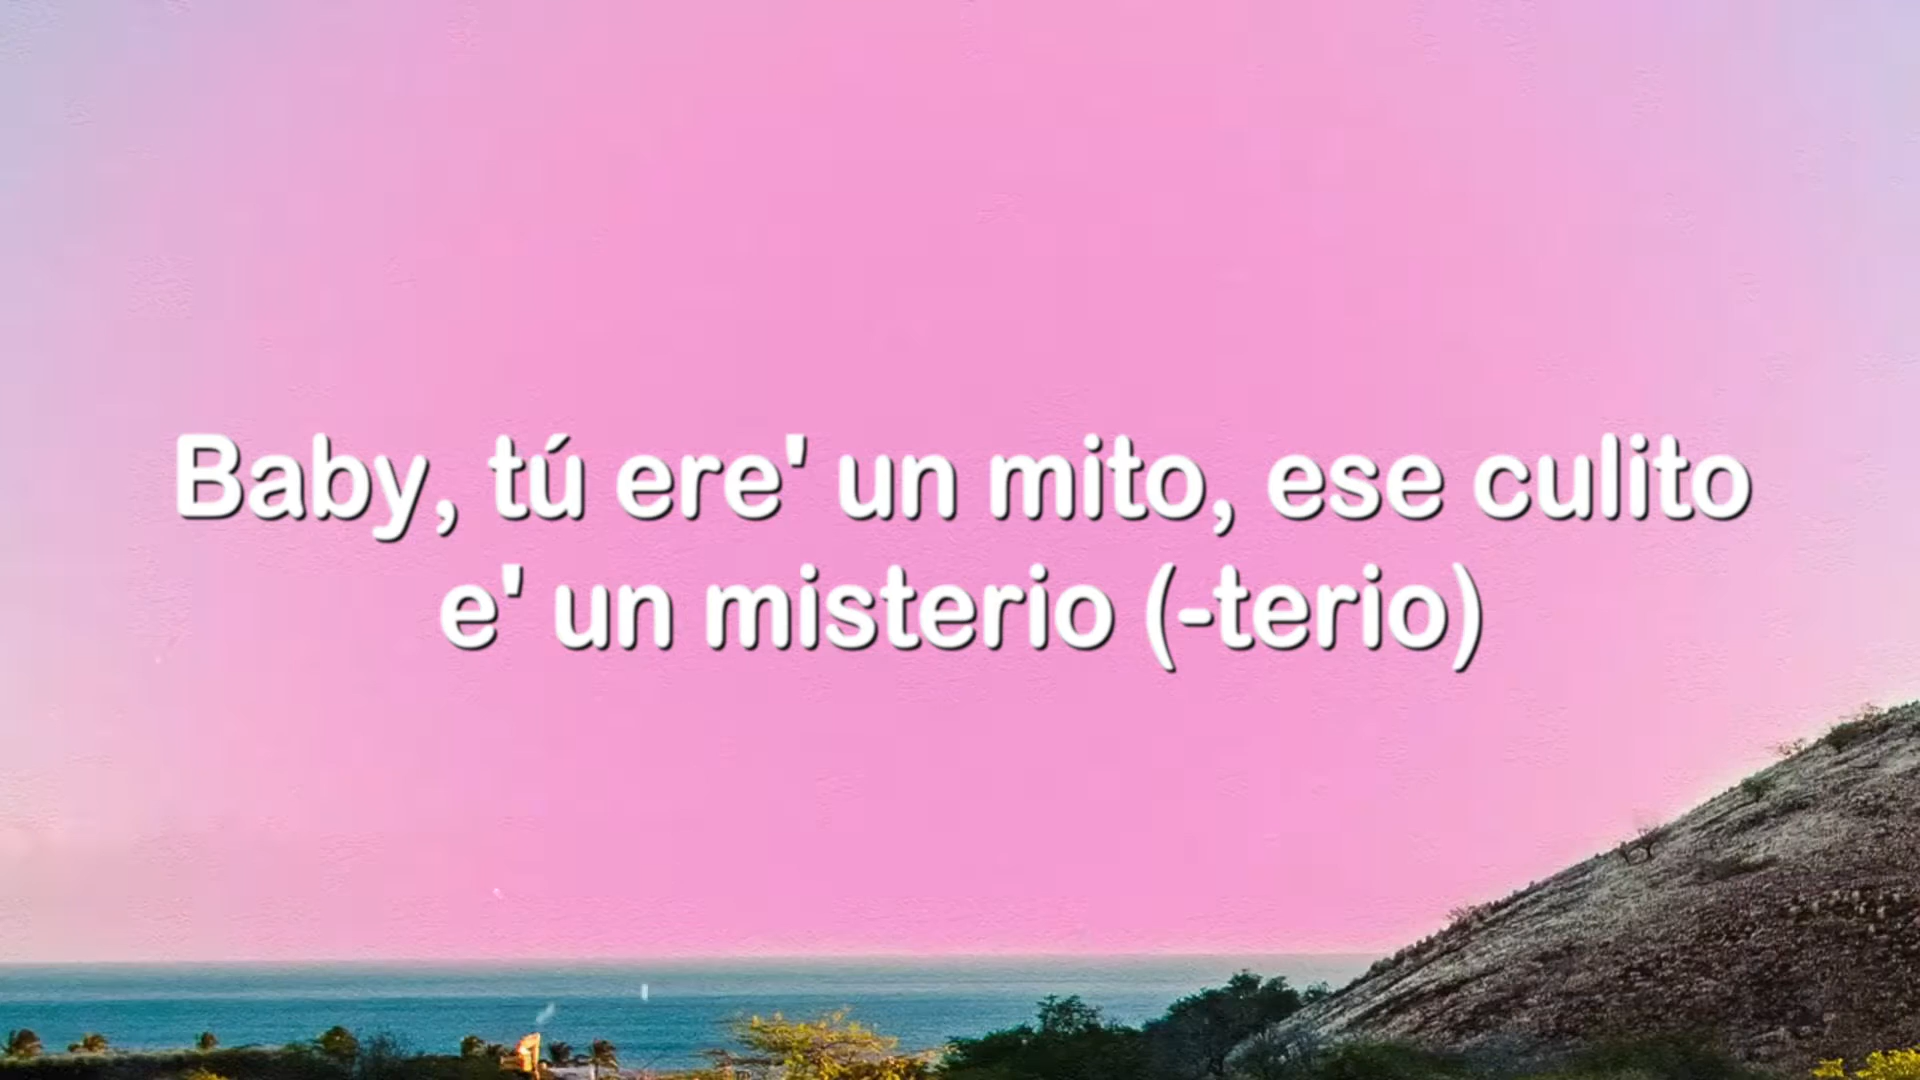 Baby, tú ere' un mito, ese culito
e' un misterio (-terio)